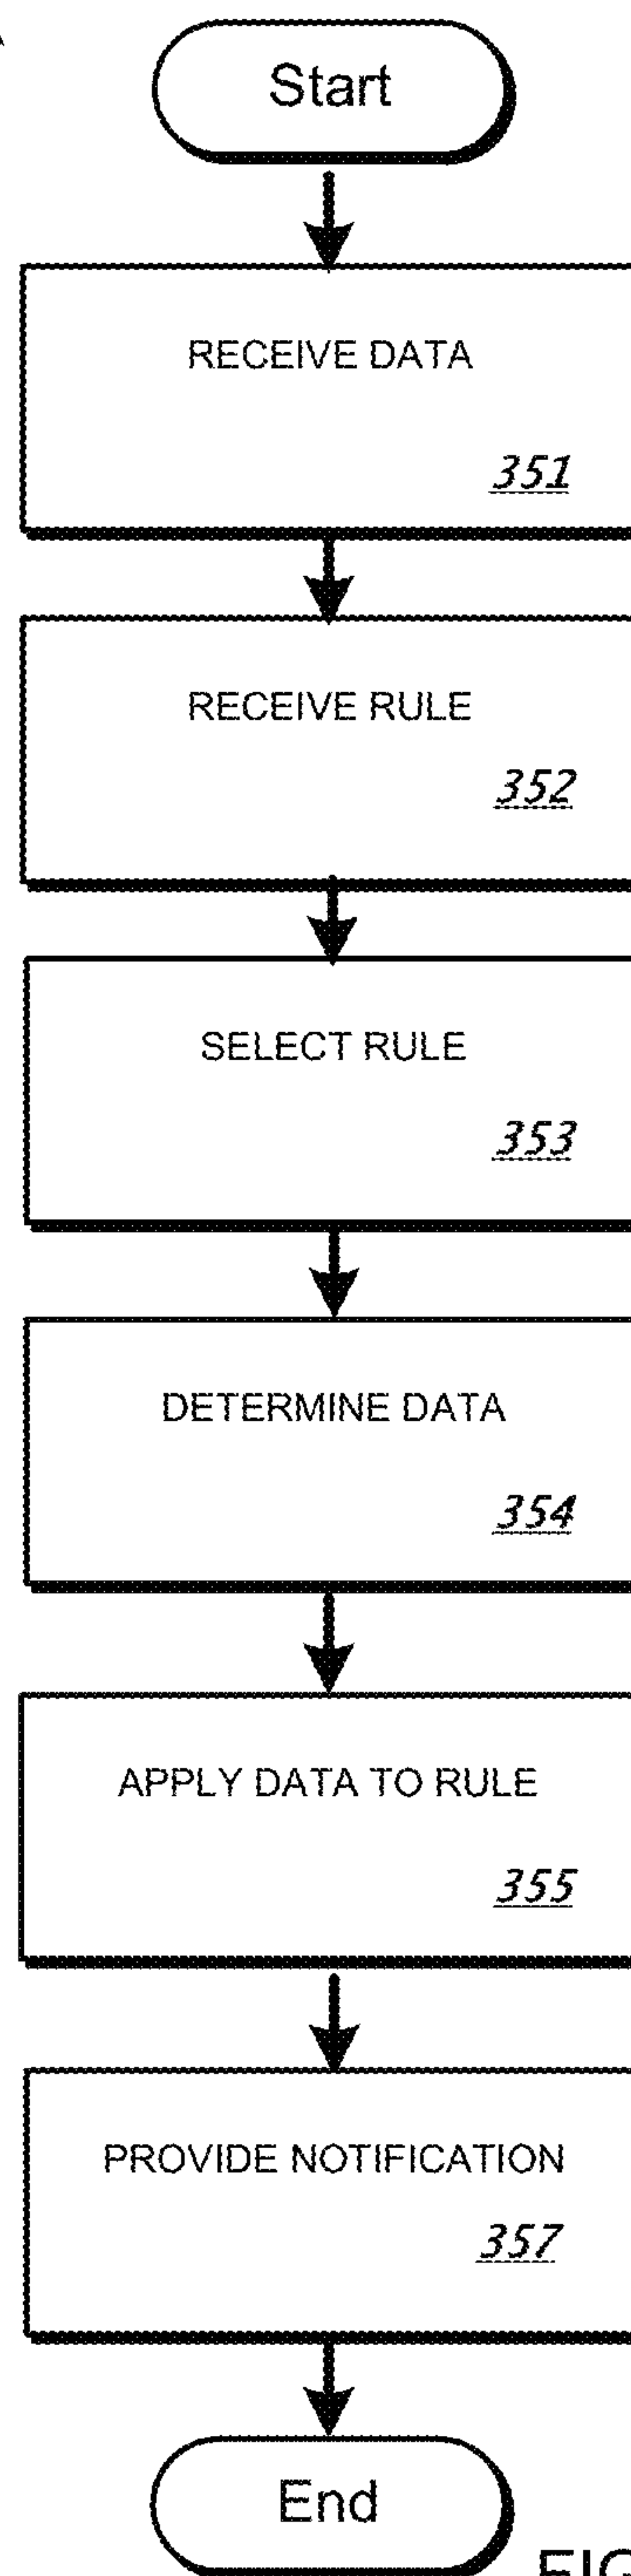 Start
RECEIVE DATA
351
RECEIVE RULE
352
SELECT RULE
353
DETERMINE DATA
354
APPLY DATA TO RULE
355
PROVIDE NOTIFICATION
357
End